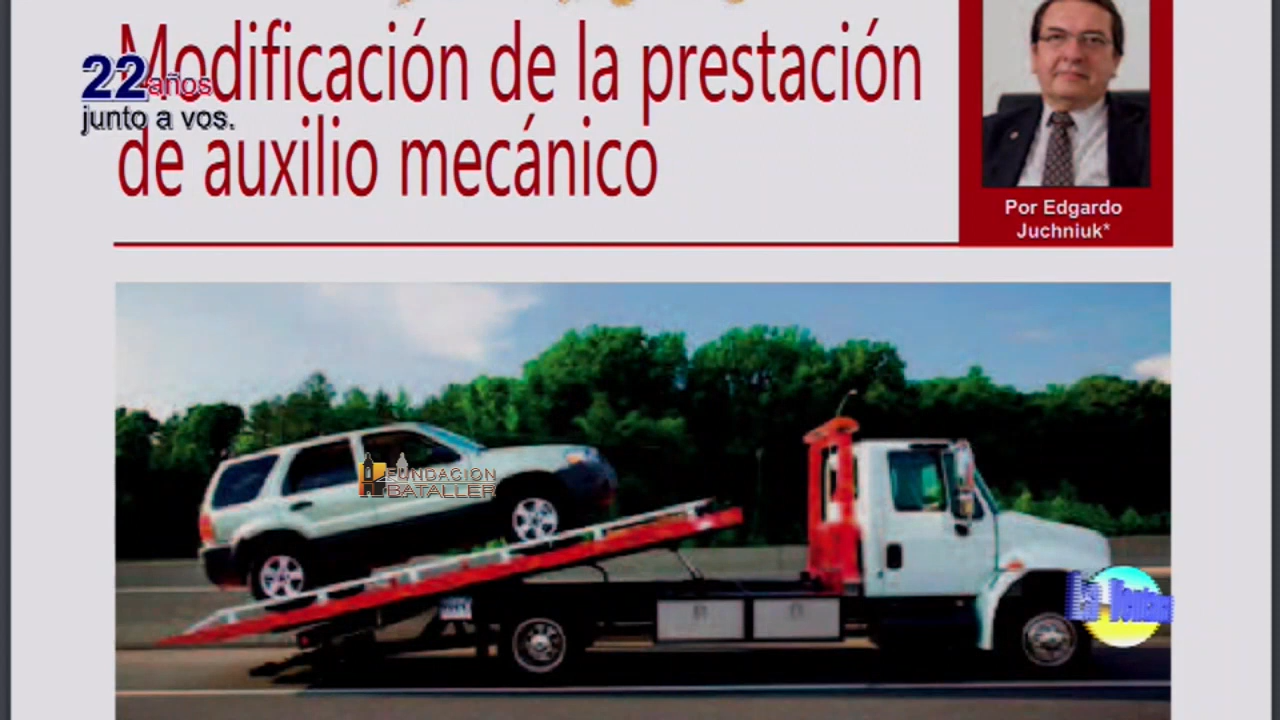 Modificación de la prestación
de auxilio mecánico
22 años
junto a vos.
Por Edgardo
Juchniuk*
FUNDACION
BATALLER